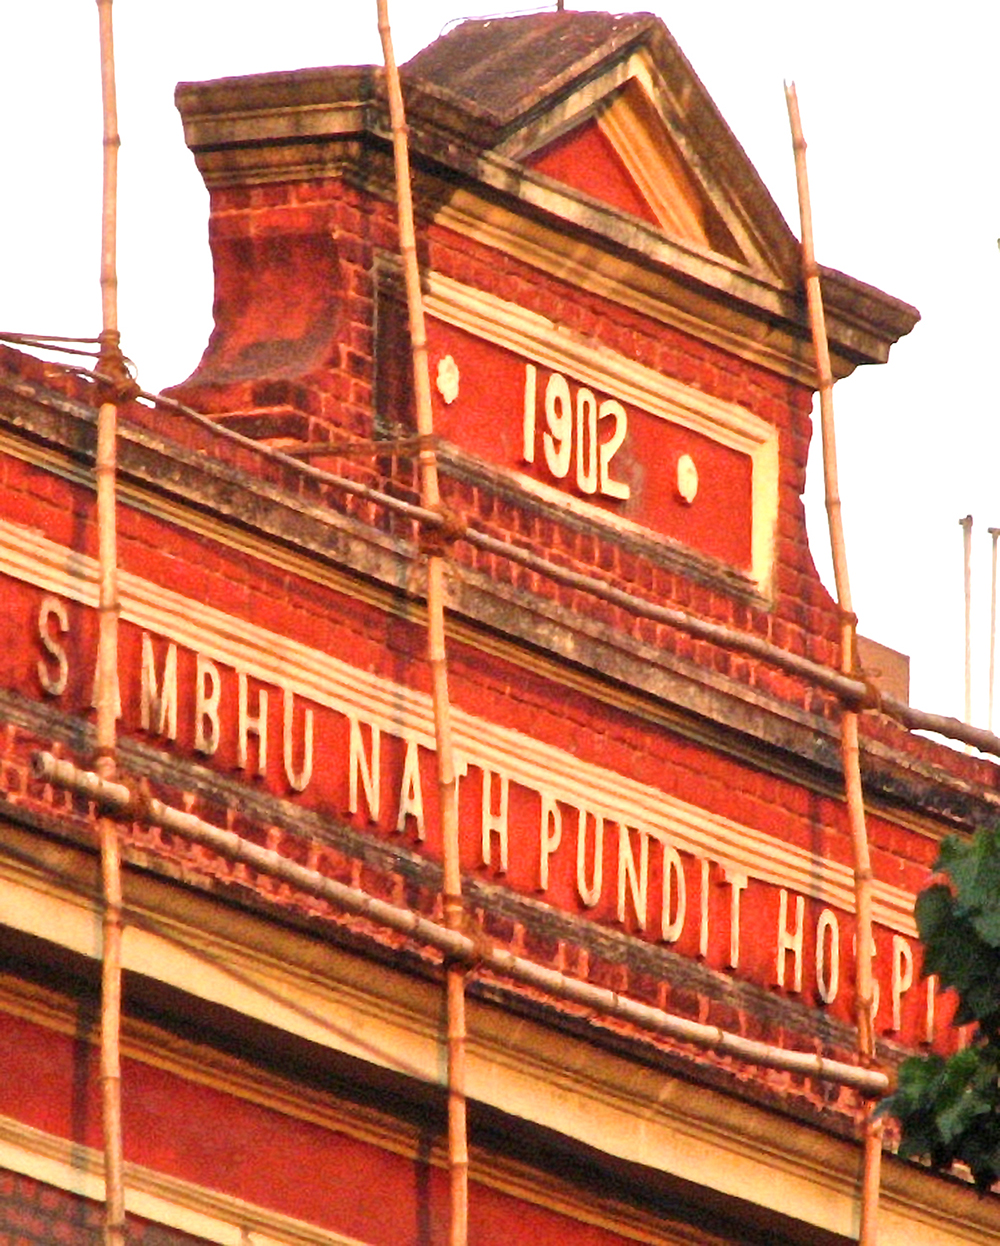 1902
SAMBHU NATH PUNDIT HOSPI